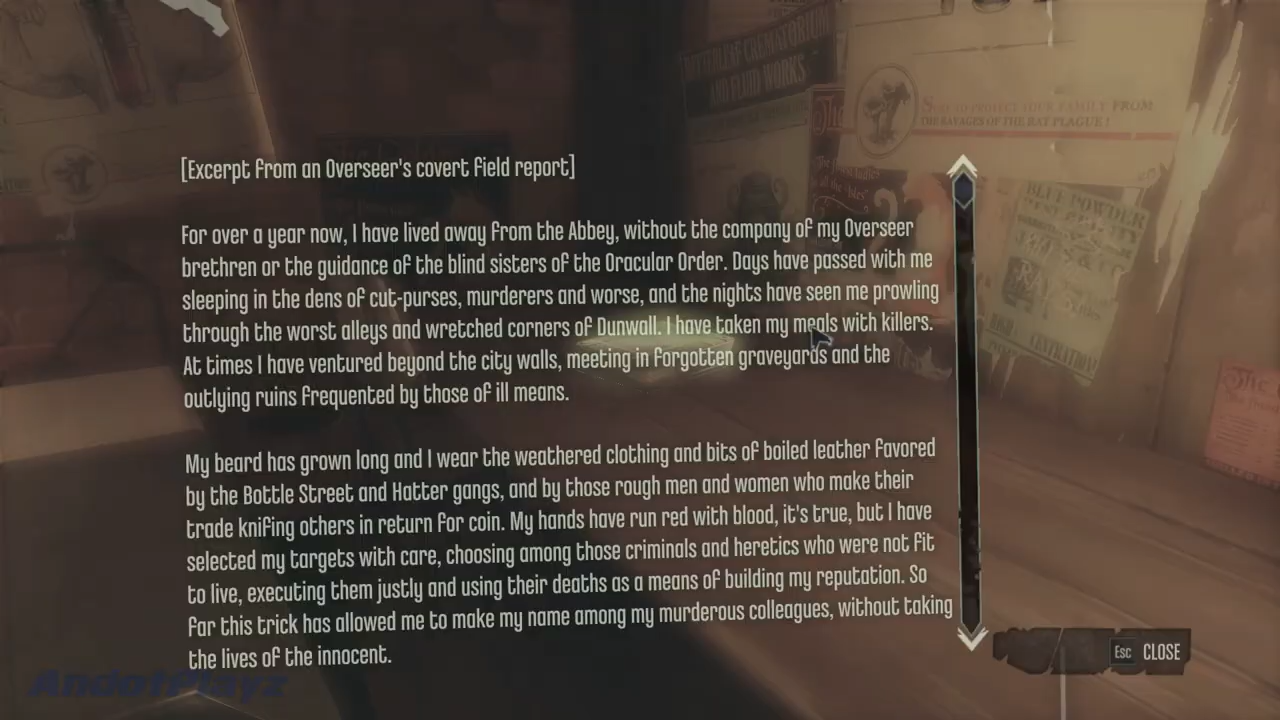 [Excerpt from an Overseer's covert field report]
For over a year now, I have lived away from the Abbey, without the company of my Overseer
brethren or the guidance of the blind sisters of the Oracular Order. Days have passed with me
sleeping in the dens of cut-purses, murderers and worse, and the nights have seen me prowling
through the worst alleys and wretched corners of Dunwall. I have taken my meals with killers.
At times I have ventured beyond the city walls, meeting in forgotten graveyards and the
outlying ruins frequented by those of ill means.
My beard has grown long and I wear the weathered clothing and bits of boiled leather favored
by the Bottle Street and Hatter gangs, and by those rough men and women who make their
trade knifing others in return for coin. My hands have run red with blood, it's true, but I have
selected my targets with care, choosing among those criminals and heretics who were not fit
to live, executing them justly and using their deaths as a means of building my reputation. So
far this trick has allowed me to make my name among my murderous colleagues, without taking
the lives of the innocent.
CREMATORIUM
AND FLUID WORKS
PROTECT YOUR FAMILY FROM
THE RAVAGES OF THE RAT PLAGUE!
BLUE POWDER
Esc CLOSE
AndotPlayz